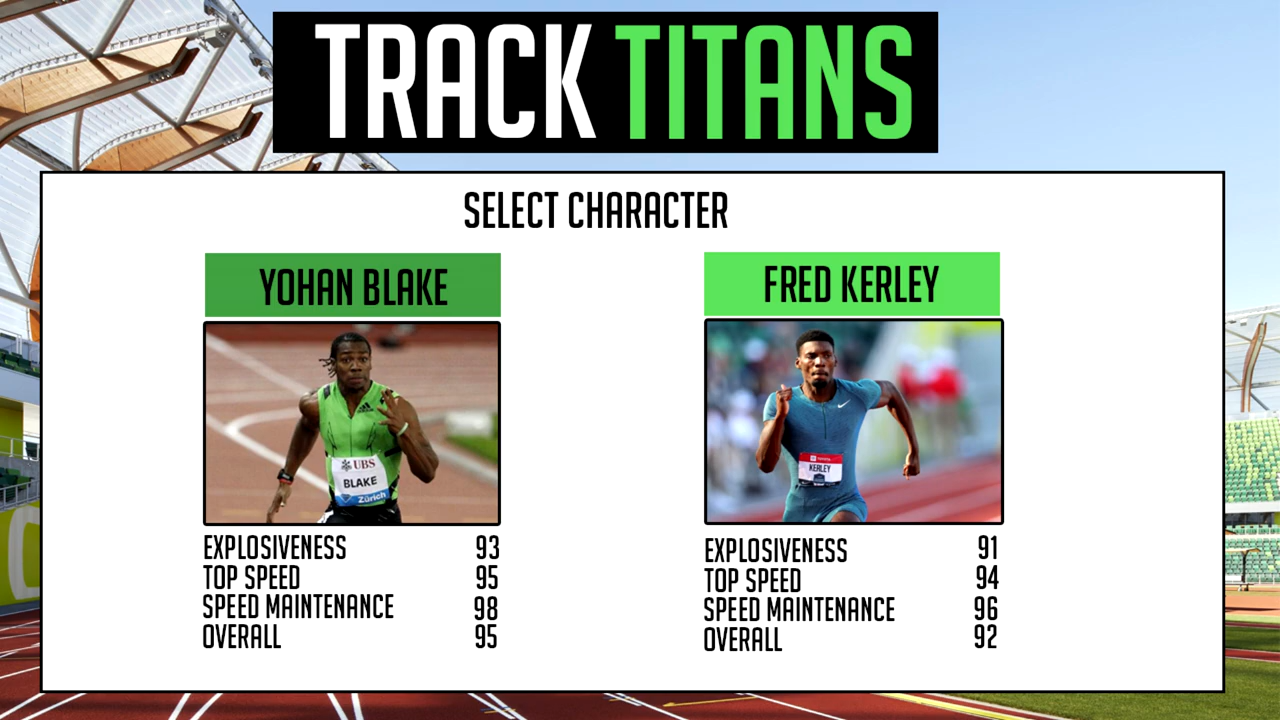 TRACK TITANS
SELECT CHARACTER
YOHAN BLAKE
UBS
BLAKE
Zürich
EXPLOSIVENESS 93
TOP SPEED 95
SPEED MAINTENANCE 98
OVERALL 95
FRED KERLEY
KERLEY
EXPLOSIVENESS 91
TOP SPEED 94
SPEED MAINTENANCE 96
OVERALL 92